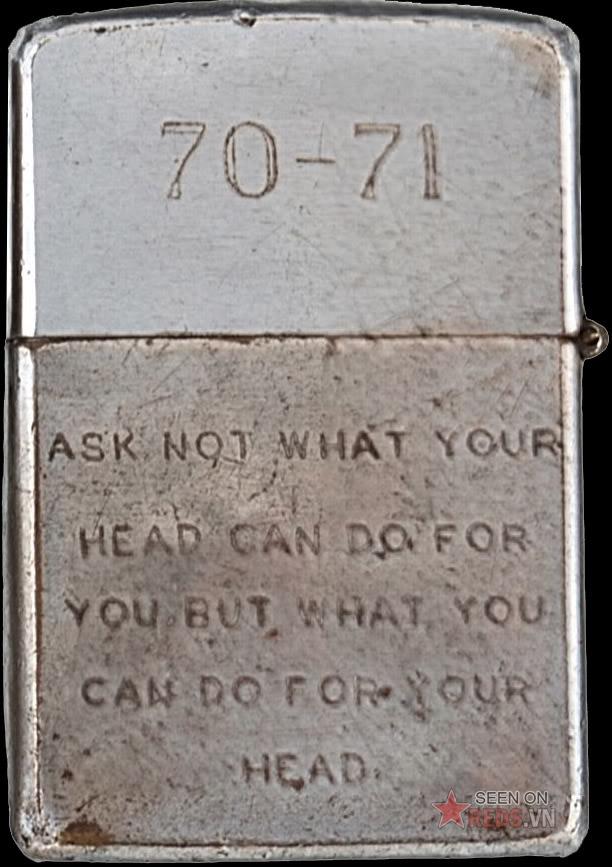 70-71
ASK NOT WHAT YOUR
HEAD CAN DO FOR
YOU BUT WHAT YOU
CAN DO FOR YOUR
HEAD.
SEEN ON
REDS.VN